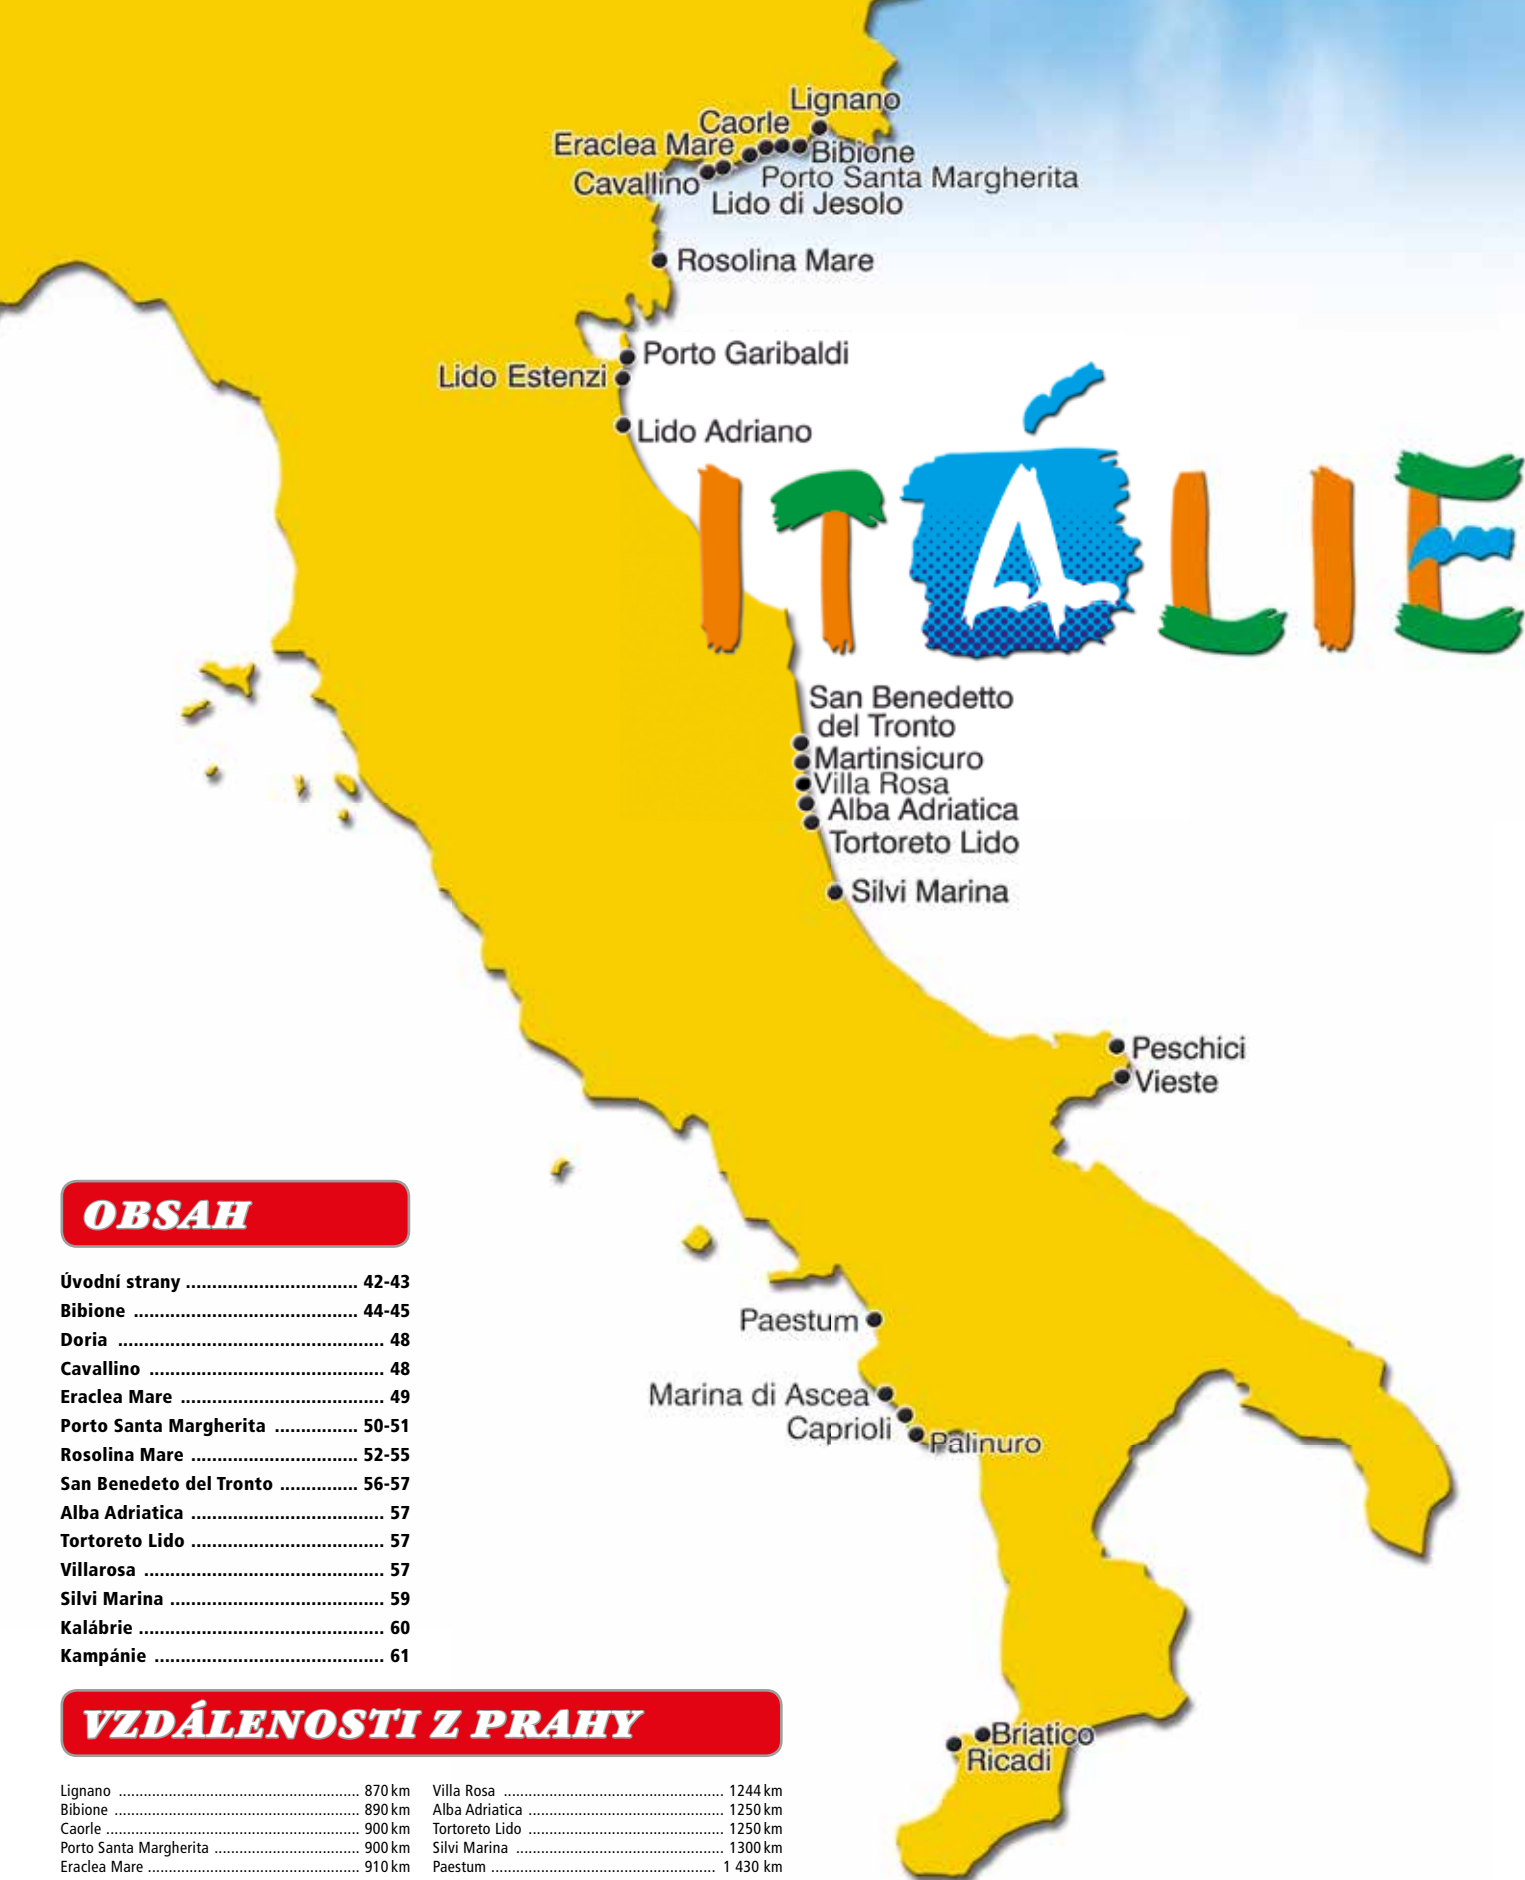 Lignano
Caorle
Eraclea Mare
Bibione
Porto Santa Margherita
Cavallino
Lido di Jesolo
Rosolina Mare
Porto Garibaldi
Lido Estenzi
Lido Adriano
ITÁLIE
San Benedetto
del Tronto
Martinsicuro
Villa Rosa
Alba Adriatica
Tortoreto Lido
Silvi Marina
Peschici
Vieste
Paestum
Marina di Ascea
Caprioli
Palinuro
Briatico
Ricadi
OBSAH
Úvodní strany ................................. 42-43
Bibione ........................................... 44-45
Doria ................................................... 48
Cavallino ............................................. 48
Eraclea Mare ....................................... 49
Porto Santa Margherita ................ 50-51
Rosolina Mare ................................ 52-55
San Benedeto del Tronto ............... 56-57
Alba Adriatica ..................................... 57
Tortoreto Lido ..................................... 57
Villarosa .............................................. 57
Silvi Marina ......................................... 59
Kalábrie ............................................... 60
Kampánie ............................................ 61
VZDÁLENOSTI Z PRAHY
Lignano .......................................................... 870 km
Bibione ........................................................... 890 km
Caorle ............................................................. 900 km
Porto Santa Margherita ................................... 900 km
Eraclea Mare ................................................... 910 km
Villa Rosa ..................................................... 1244 km
Alba Adriatica ............................................... 1250 km
Tortoreto Lido ............................................... 1250 km
Silvi Marina .................................................. 1300 km
Paestum ...................................................... 1 430 km